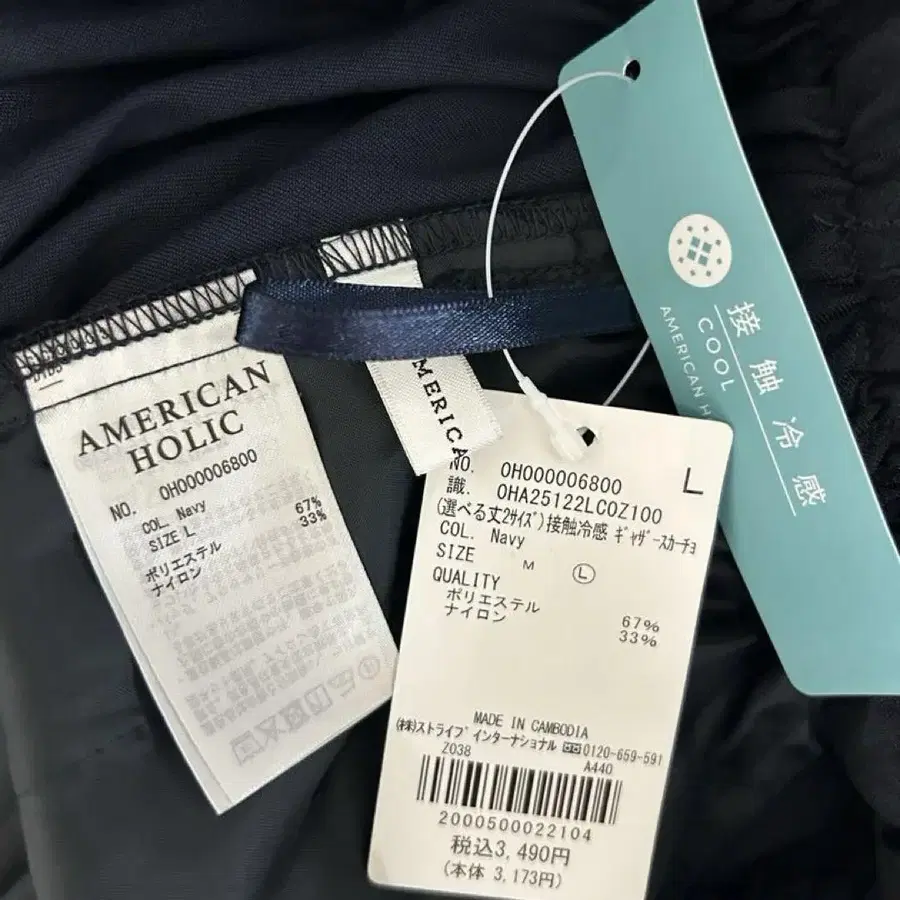 AMERICAN
HOLIC
NO. 0H000006800
COL. Navy
SIZE L
ポリエステル 67%
ナイロン 33%
AMERICA
L
NO. 0H000006800
識. 0HA25122LC0Z100
(選べる丈2ｻｲｽﾞ)接触冷感 ｷﾞｬｻﾞｰｽｶｰﾁｮ
COL. Navy
SIZE M Ⓛ
QUALITY
ポリエステル 67%
ナイロン 33%
MADE IN CAMBODIA
(株)ストライプ インターナショナル 0120-659-591
Z038 A440
2000500022104
税込3,490円
(本体 3,173円)
接触冷感
COOL
AMERICAN H